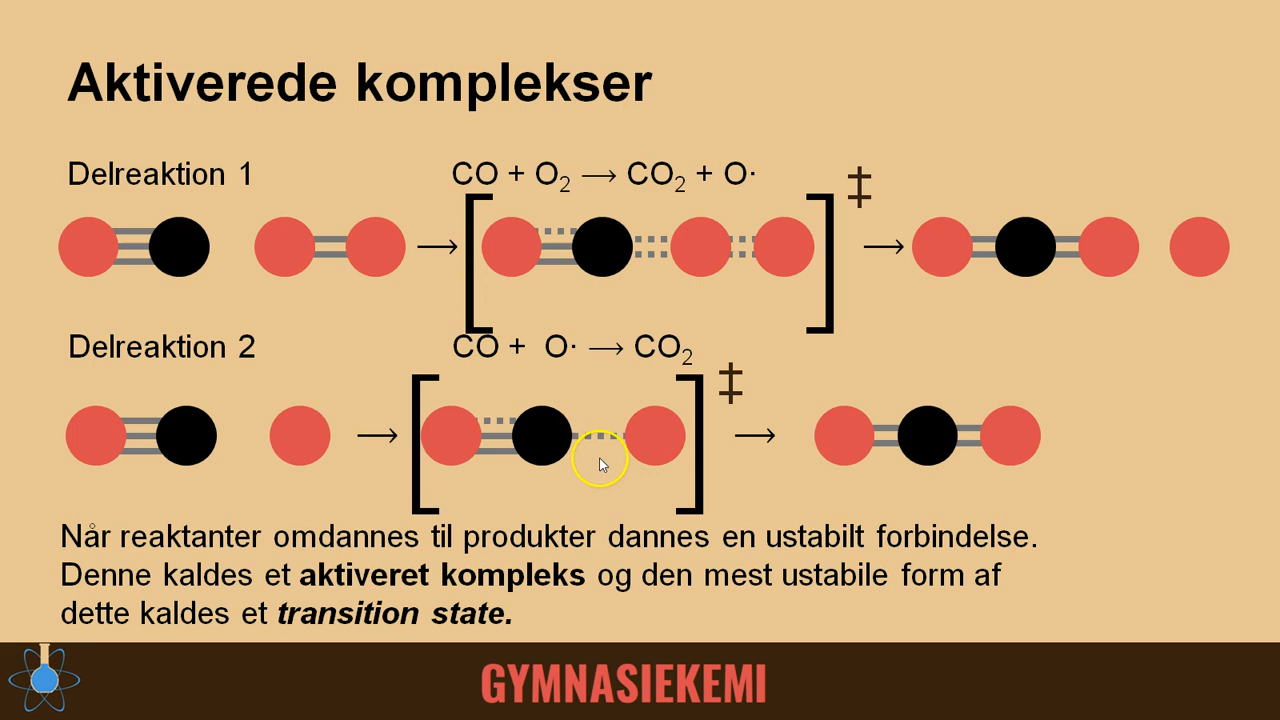 Aktiverede komplekser
Delreaktion 1
CO + O₂ ⟶ CO₂ + O·
‡
Delreaktion 2
CO + O· ⟶ CO₂
‡
Når reaktanter omdannes til produkter dannes en ustabilt forbindelse.
Denne kaldes et aktiveret kompleks og den mest ustabile form af
dette kaldes et transition state.
GYMNASIEKEMI